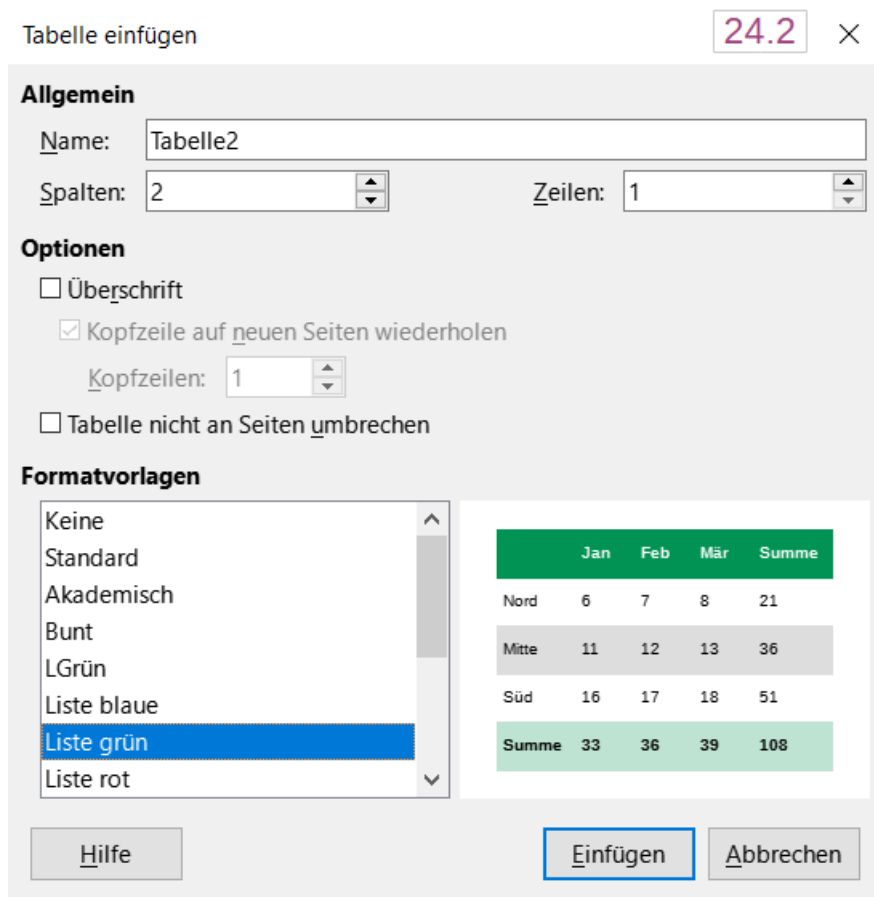 Tabelle einfügen 24.2
Allgemein
Name: Tabelle2
Spalten: 2 Zeilen: 1
Optionen
Überschrift
Kopfzeile auf neuen Seiten wiederholen
Kopfzeilen: 1
Tabelle nicht an Seiten umbrechen
Formatvorlagen
Keine
Standard
Akademisch
Bunt
LGrün
Liste blaue
Liste grün
Liste rot
Jan Feb Mär Summe
Nord 6 7 8 21
Mitte 11 12 13 36
Süd 16 17 18 51
Summe 33 36 39 108
Hilfe Einfügen Abbrechen